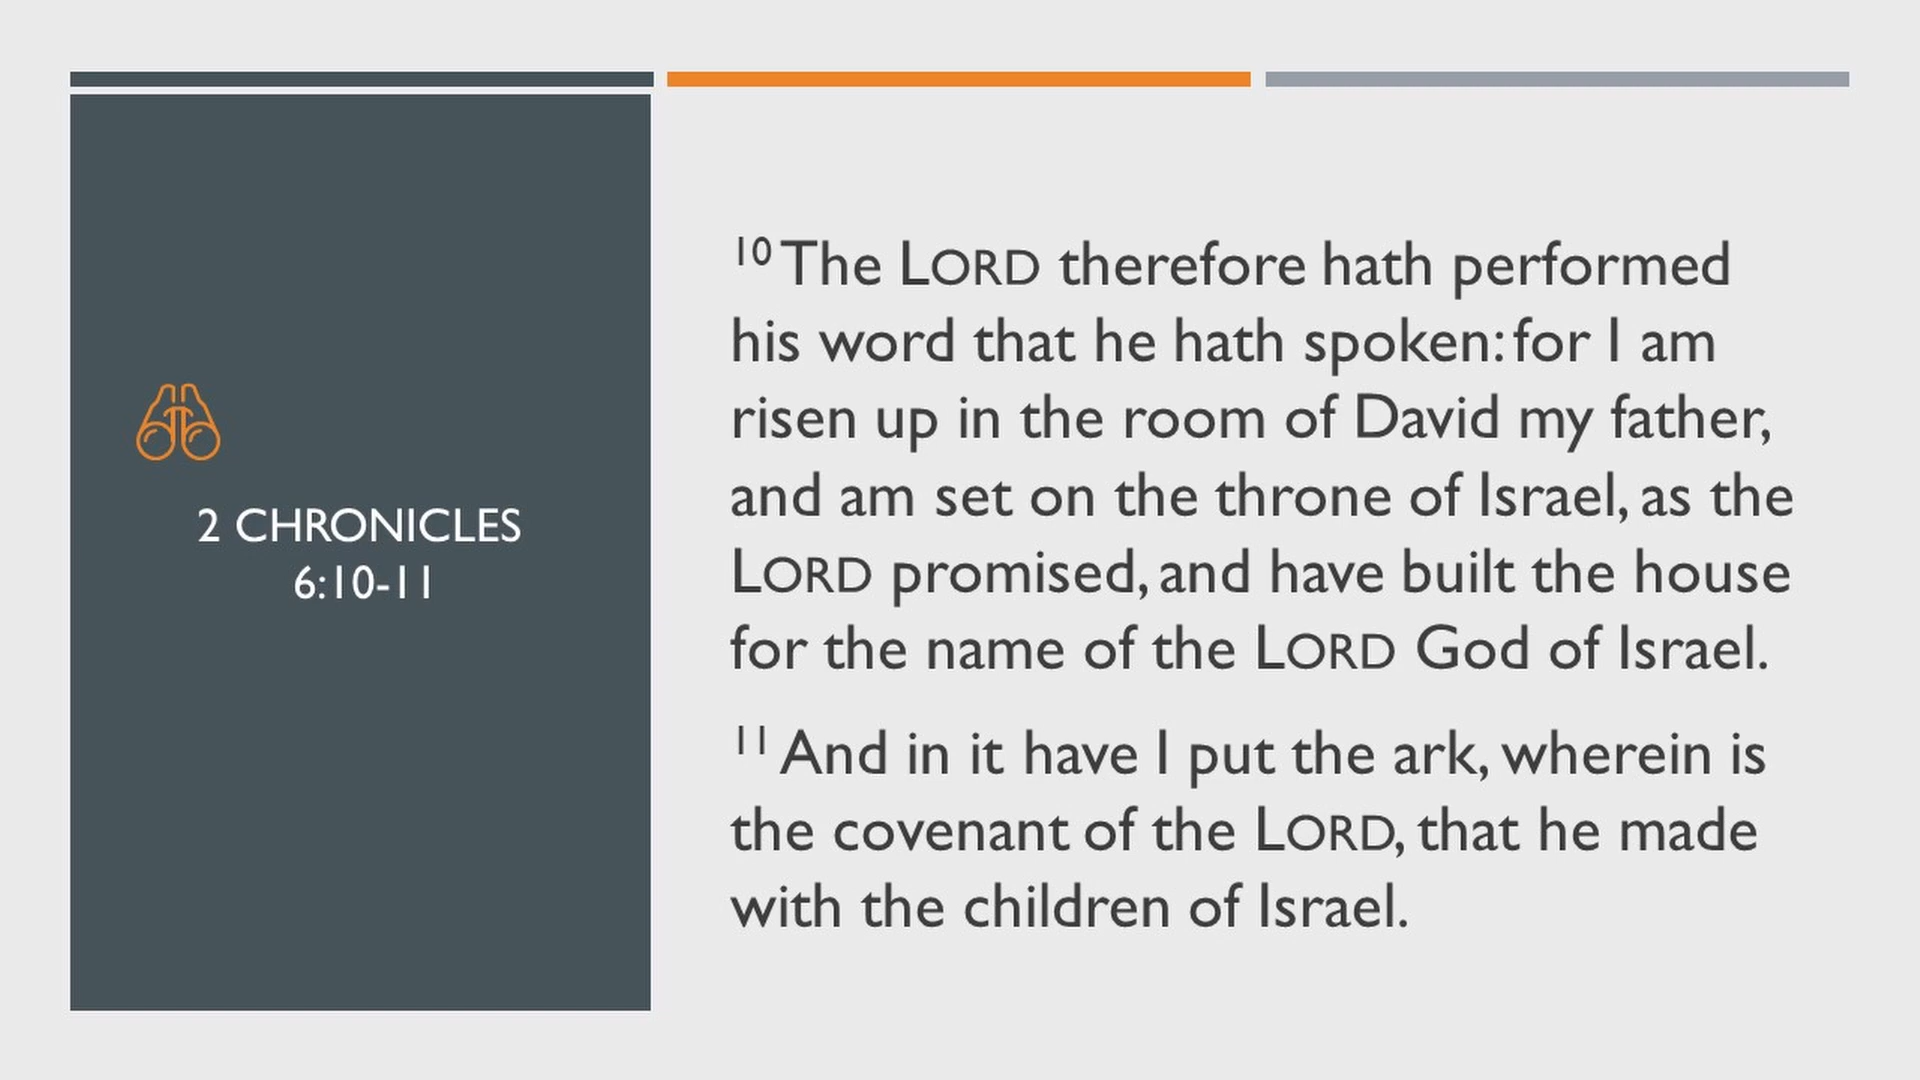 2 CHRONICLES
6:10-11
10 The LORD therefore hath performed
his word that he hath spoken: for I am
risen up in the room of David my father,
and am set on the throne of Israel, as the
LORD promised, and have built the house
for the name of the LORD God of Israel.
11 And in it have I put the ark, wherein is
the covenant of the LORD, that he made
with the children of Israel.